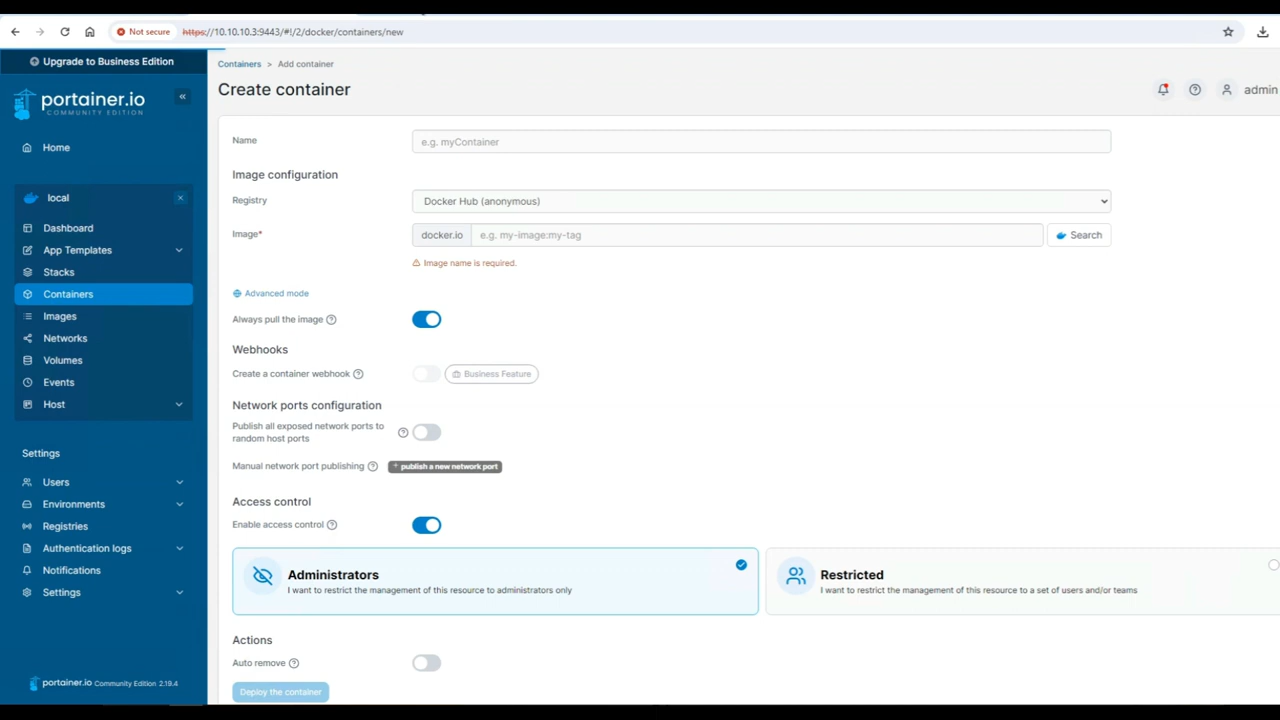 Not secure
https://10.10.10.3:9443/#!/2/docker/containers/new
Upgrade to Business Edition
portainer.io
COMMUNITY EDITION
Home
local
Dashboard
App Templates
Stacks
Containers
Images
Networks
Volumes
Events
Host
Settings
Users
Environments
Registries
Authentication logs
Notifications
Settings
portainer.io Community Edition 2.19.4
Containers > Add container
Create container
admin
Name
e.g. myContainer
Image configuration
Registry
Docker Hub (anonymous)
Image*
docker.io
e.g. my-image:my-tag
Search
Image name is required.
Advanced mode
Always pull the image
Webhooks
Create a container webhook
Business Feature
Network ports configuration
Publish all exposed network ports to
random host ports
Manual network port publishing
+ publish a new network port
Access control
Enable access control
Administrators
I want to restrict the management of this resource to administrators only
Restricted
I want to restrict the management of this resource to a set of users and/or teams
Actions
Auto remove
Deploy the container